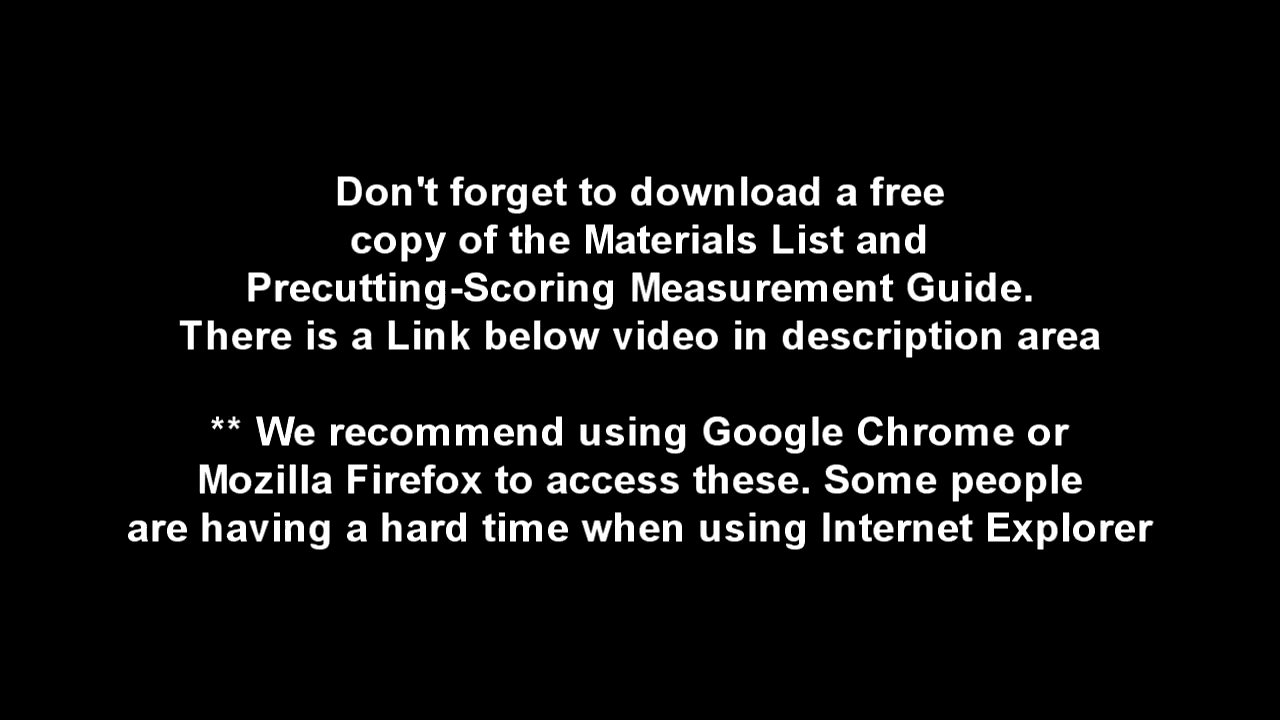 Don't forget to download a free
copy of the Materials List and
Precutting-Scoring Measurement Guide.
There is a Link below video in description area
** We recommend using Google Chrome or
Mozilla Firefox to access these. Some people
are having a hard time when using Internet Explorer